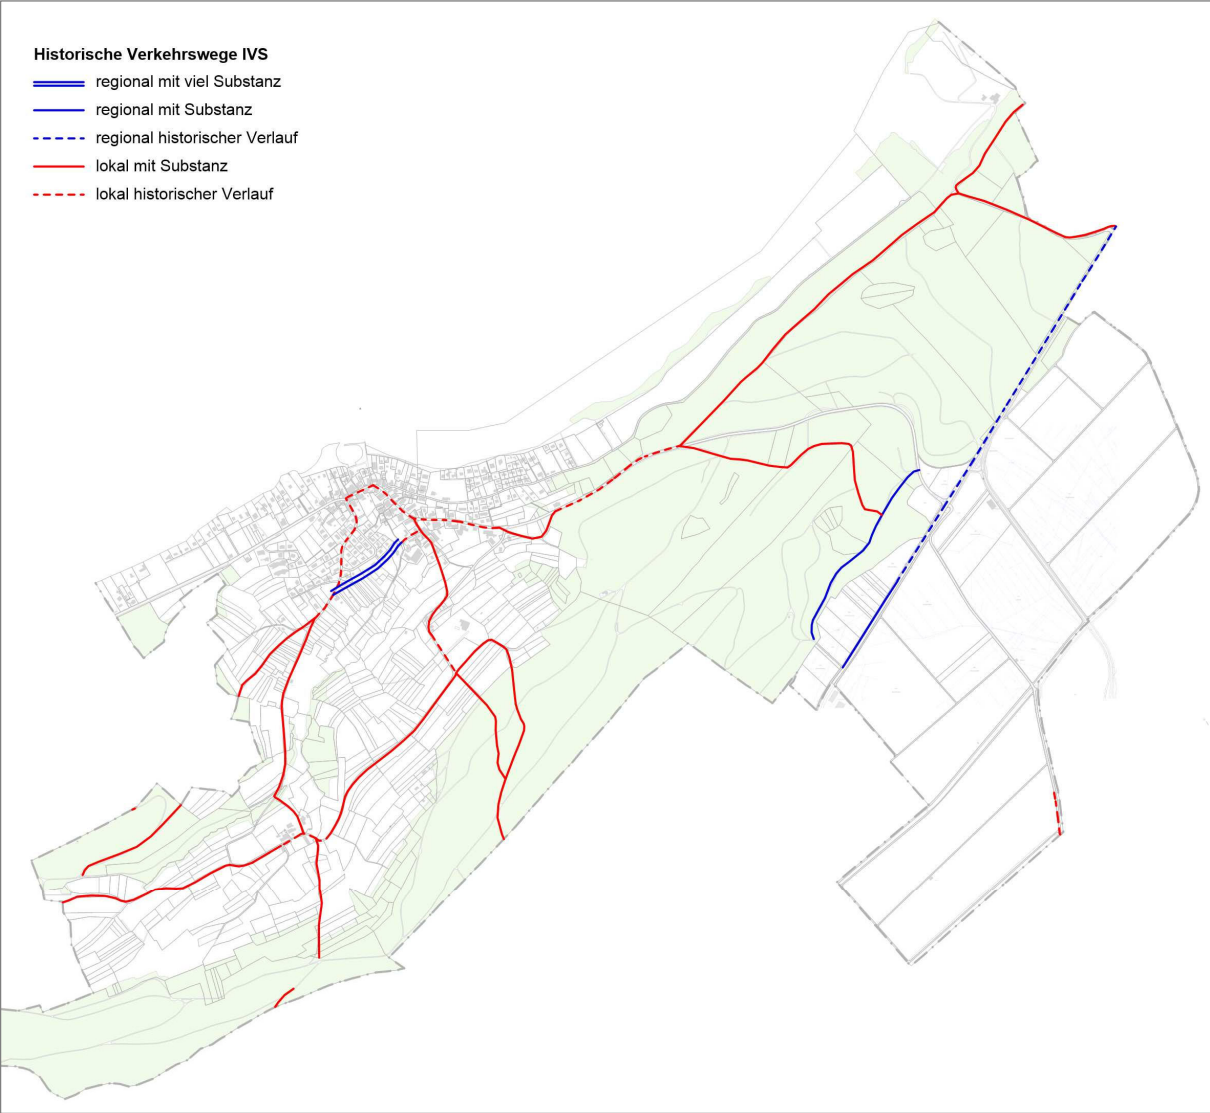 Historische Verkehrswege IVS
regional mit viel Substanz
regional mit Substanz
regional historischer Verlauf
lokal mit Substanz
lokal historischer Verlauf